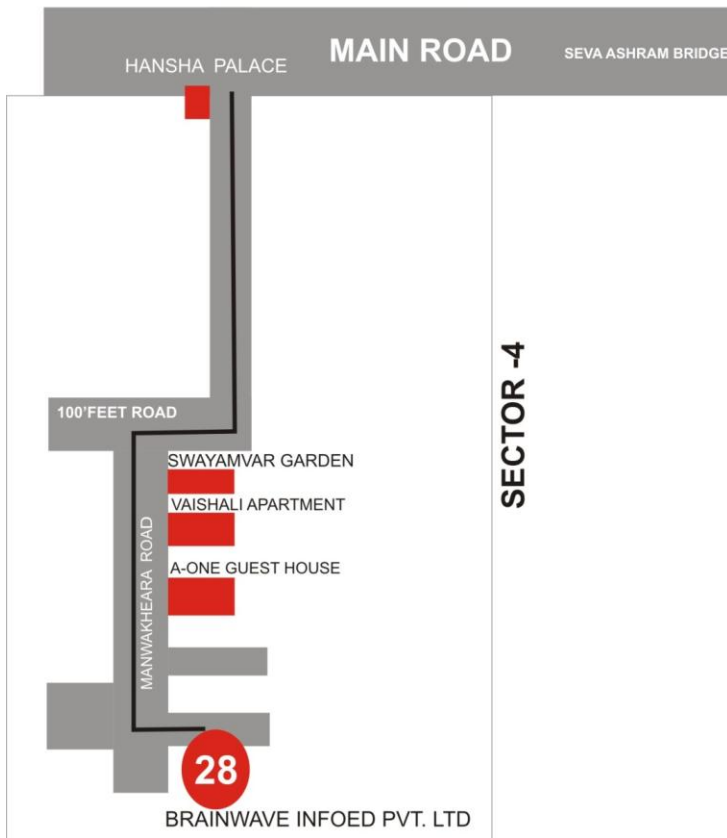 MAIN ROAD
SEVA ASHRAM BRIDGE
HANSHA PALACE
SECTOR -4
100'FEET ROAD
SWAYAMVAR GARDEN
VAISHALI APARTMENT
A-ONE GUEST HOUSE
MANWAKHEARA ROAD
28
BRAINWAVE INFOED PVT. LTD